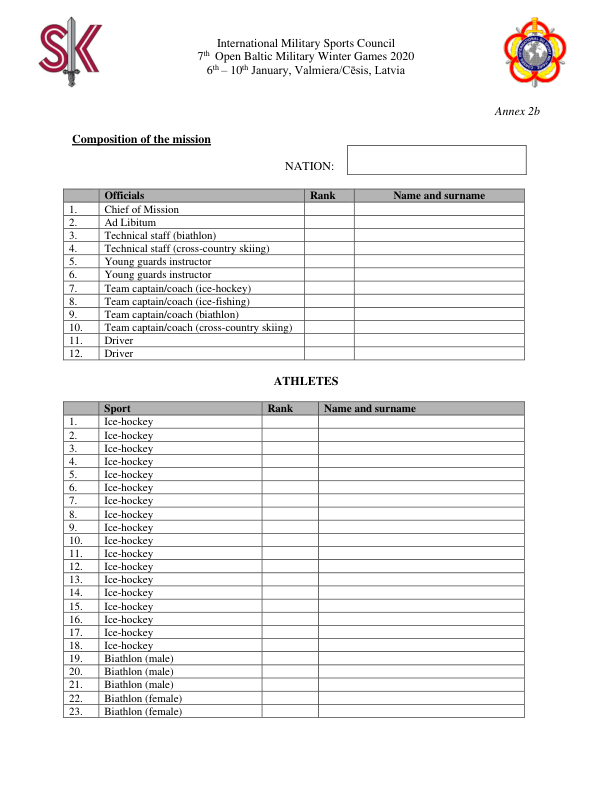 SK
International Military Sports Council
7th Open Baltic Military Winter Games 2020
6th – 10th January, Valmiera/Cēsis, Latvia
Annex 2b
Composition of the mission
NATION:
Officials Rank Name and surname
1. Chief of Mission
2. Ad Libitum
3. Technical staff (biathlon)
4. Technical staff (cross-country skiing)
5. Young guards instructor
6. Young guards instructor
7. Team captain/coach (ice-hockey)
8. Team captain/coach (ice-fishing)
9. Team captain/coach (biathlon)
10. Team captain/coach (cross-country skiing)
11. Driver
12. Driver
ATHLETES
Sport Rank Name and surname
1. Ice-hockey
2. Ice-hockey
3. Ice-hockey
4. Ice-hockey
5. Ice-hockey
6. Ice-hockey
7. Ice-hockey
8. Ice-hockey
9. Ice-hockey
10. Ice-hockey
11. Ice-hockey
12. Ice-hockey
13. Ice-hockey
14. Ice-hockey
15. Ice-hockey
16. Ice-hockey
17. Ice-hockey
18. Ice-hockey
19. Biathlon (male)
20. Biathlon (male)
21. Biathlon (male)
22. Biathlon (female)
23. Biathlon (female)